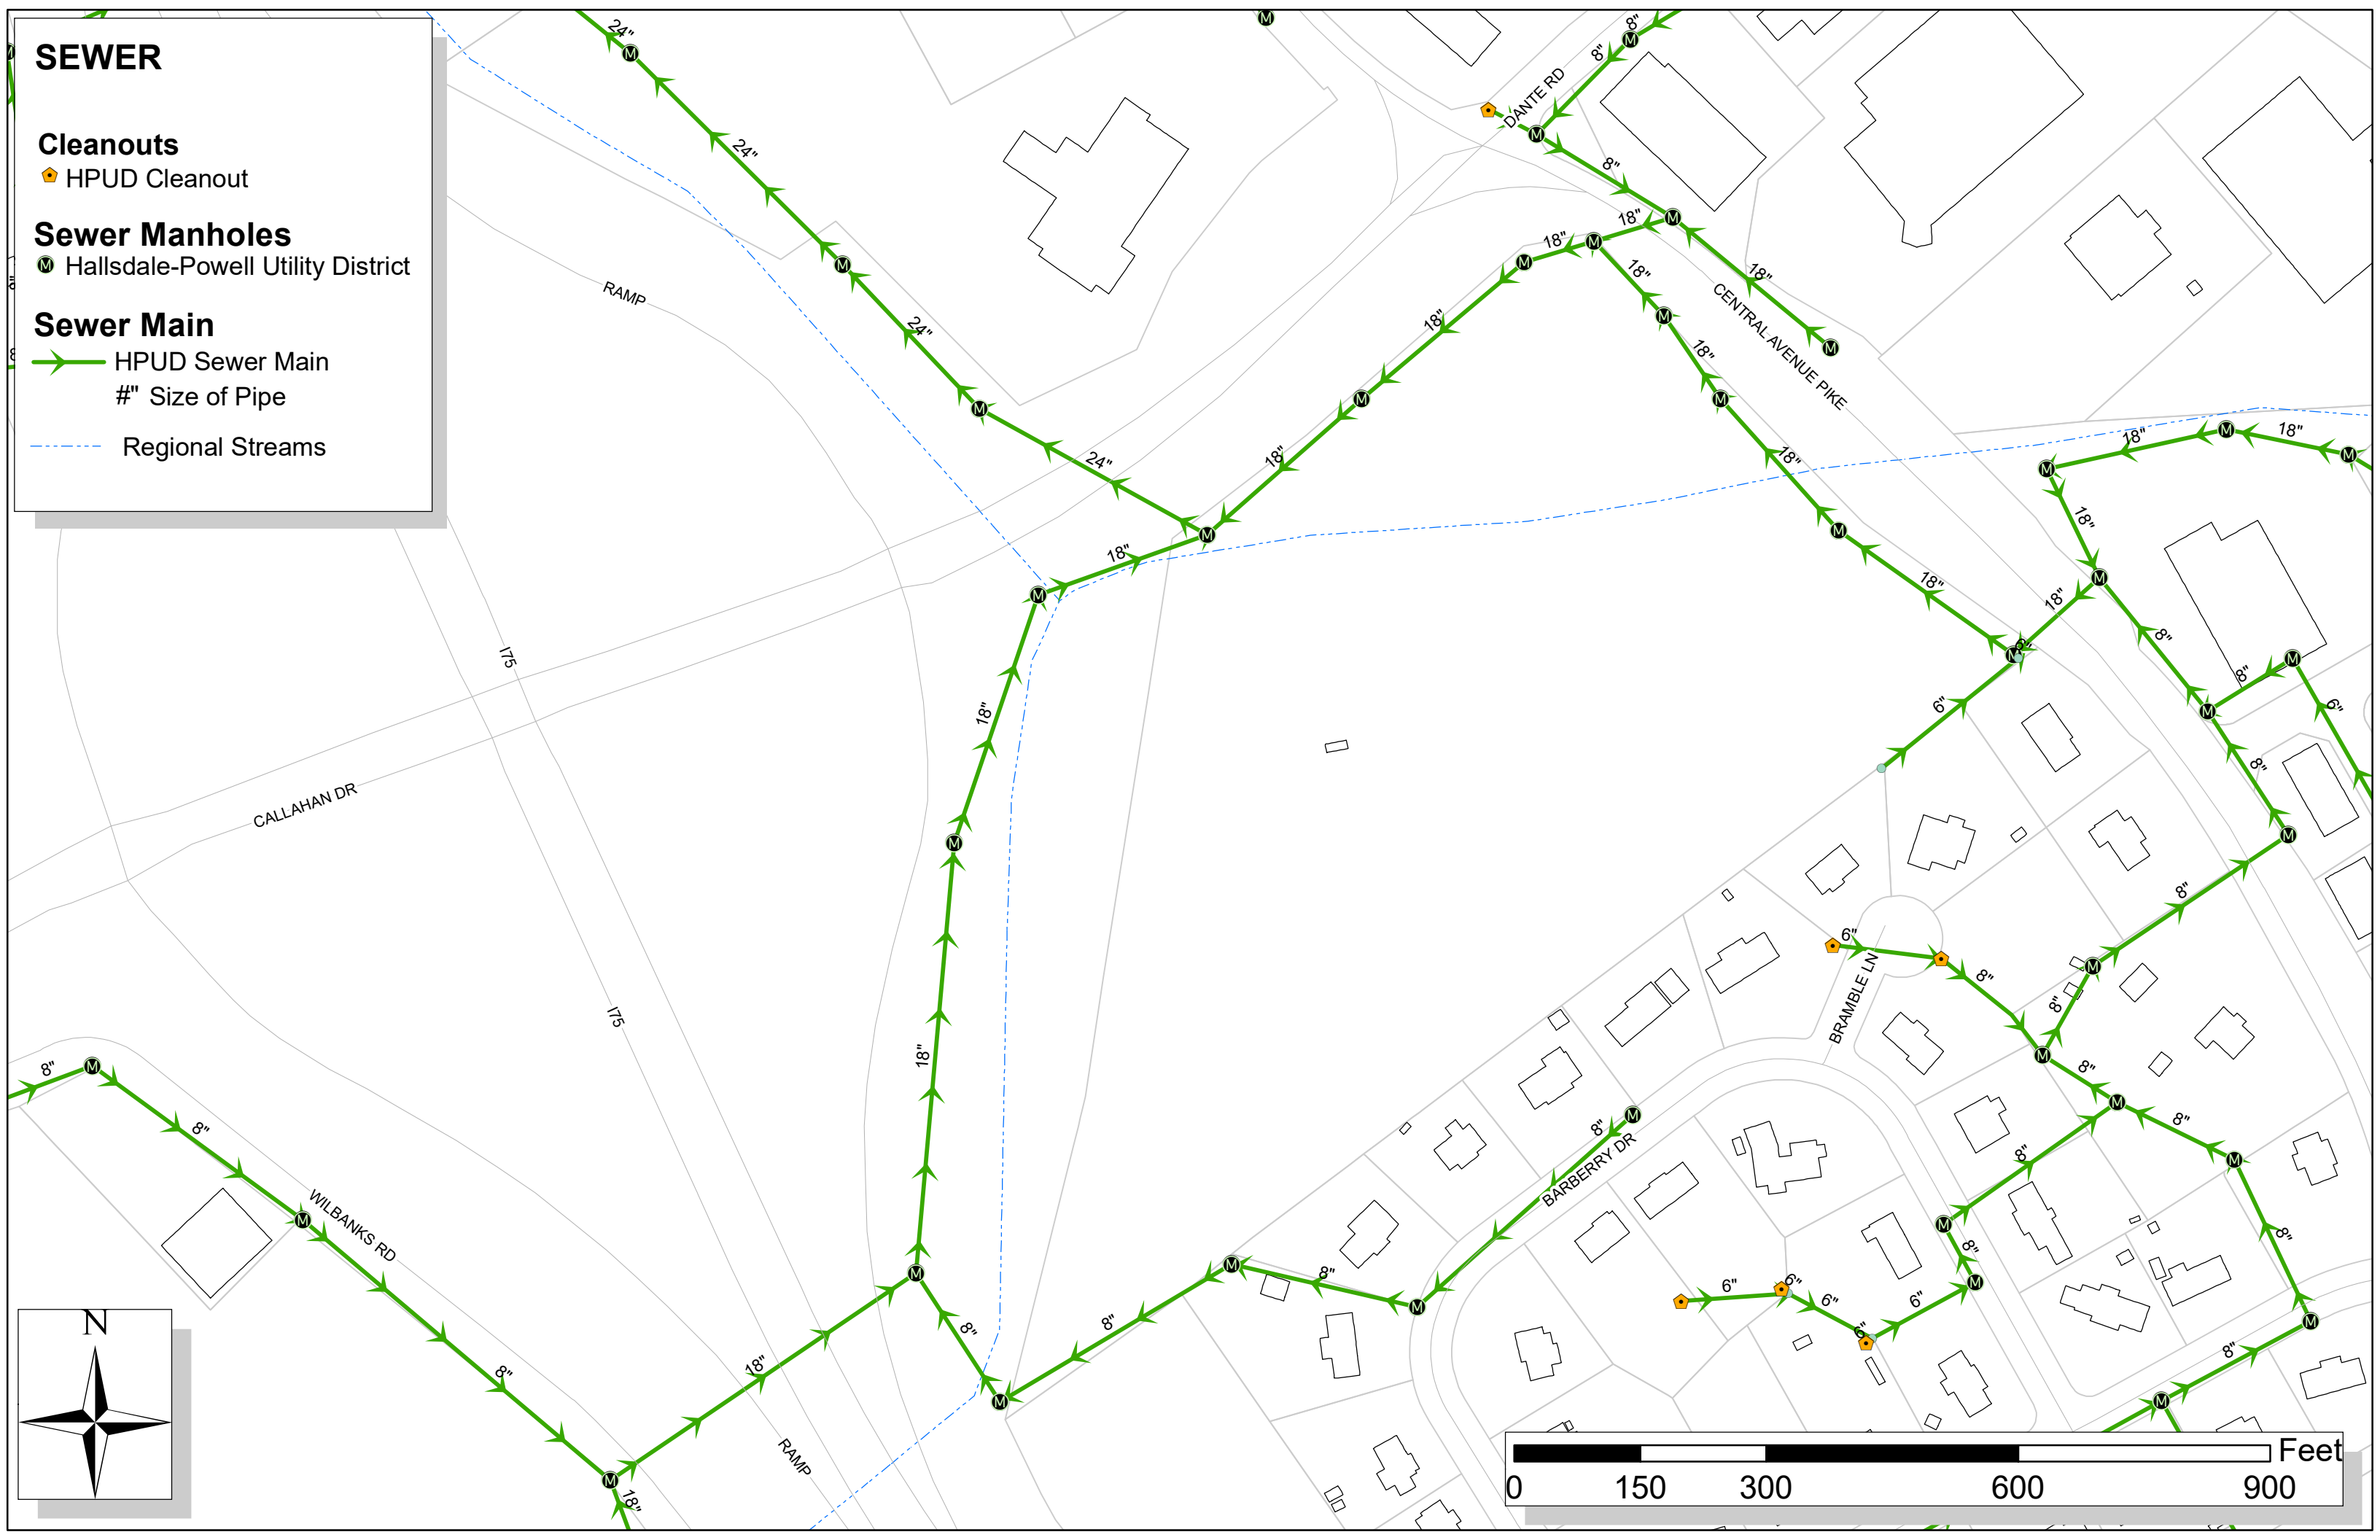 SEWER
Cleanouts
HPUD Cleanout
Sewer Manholes
M Hallsdale-Powell Utility District
Sewer Main
HPUD Sewer Main
#" Size of Pipe
Regional Streams
24"
24"
24"
24"
RAMP
DANTE RD
8"
8"
8"
18"
18"
18"
18"
18"
18"
18"
CENTRAL AVENUE PIKE
18"
18"
18"
18"
18"
18"
18"
6"
6"
8"
8"
6"
8"
8"
I75
CALLAHAN DR
18"
18"
I75
18"
6"
8"
BRAMBLE LN
8"
8"
8"
8"
8"
8"
8"
8"
BARBERRY DR
8"
8"
8"
6"
6"
6"
6"
6"
8"
8"
8"
WILBANKS RD
8"
18"
RAMP
18"
N
Feet
0 150 300 600 900